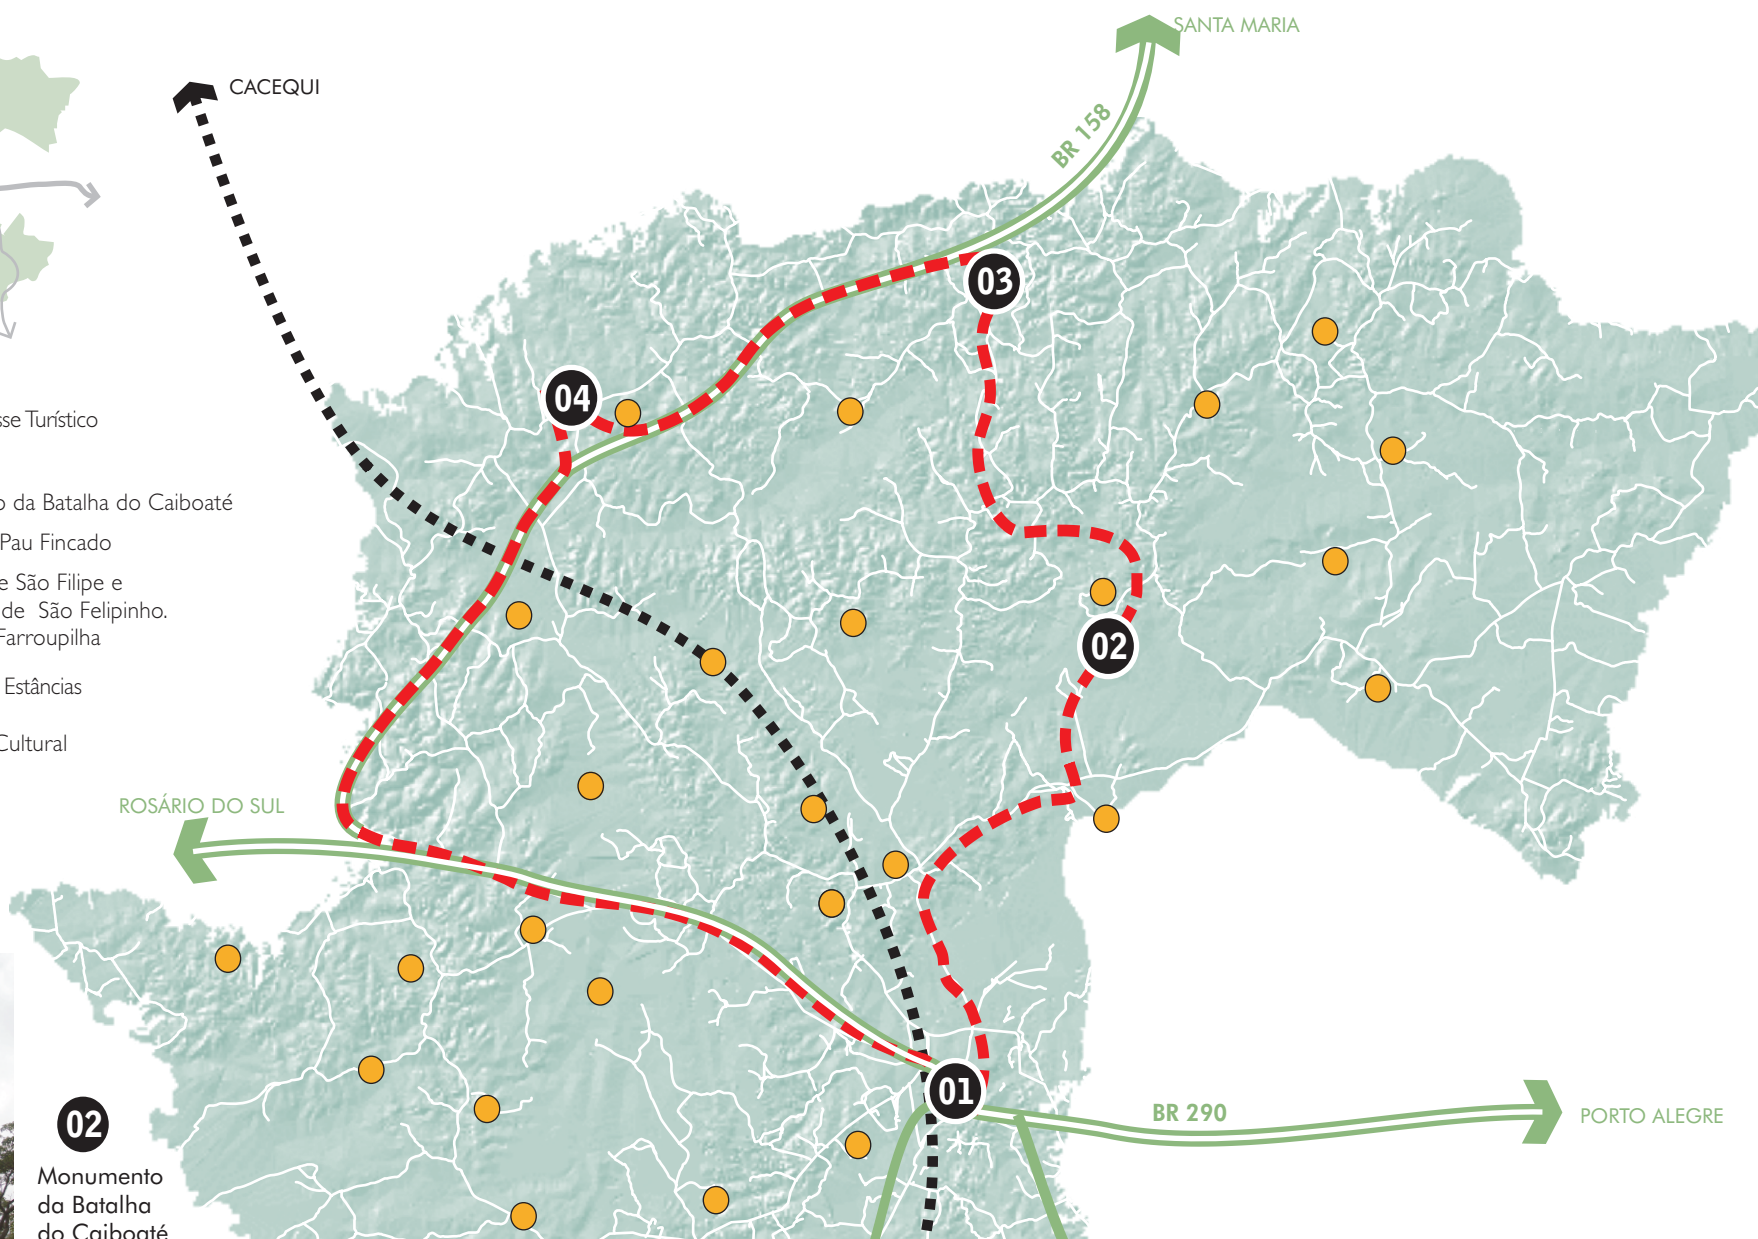 SANTA MARIA
CACEQUI
BR 158
03
04
sse Turístico
o da Batalha do Caiboaté
Pau Fincado
e São Filipe e
de São Felipinho.
Farroupilha
02
Estâncias
Cultural
ROSÁRIO DO SUL
01
BR 290
PORTO ALEGRE
02
Monumento
da Batalha
do Caiboaté